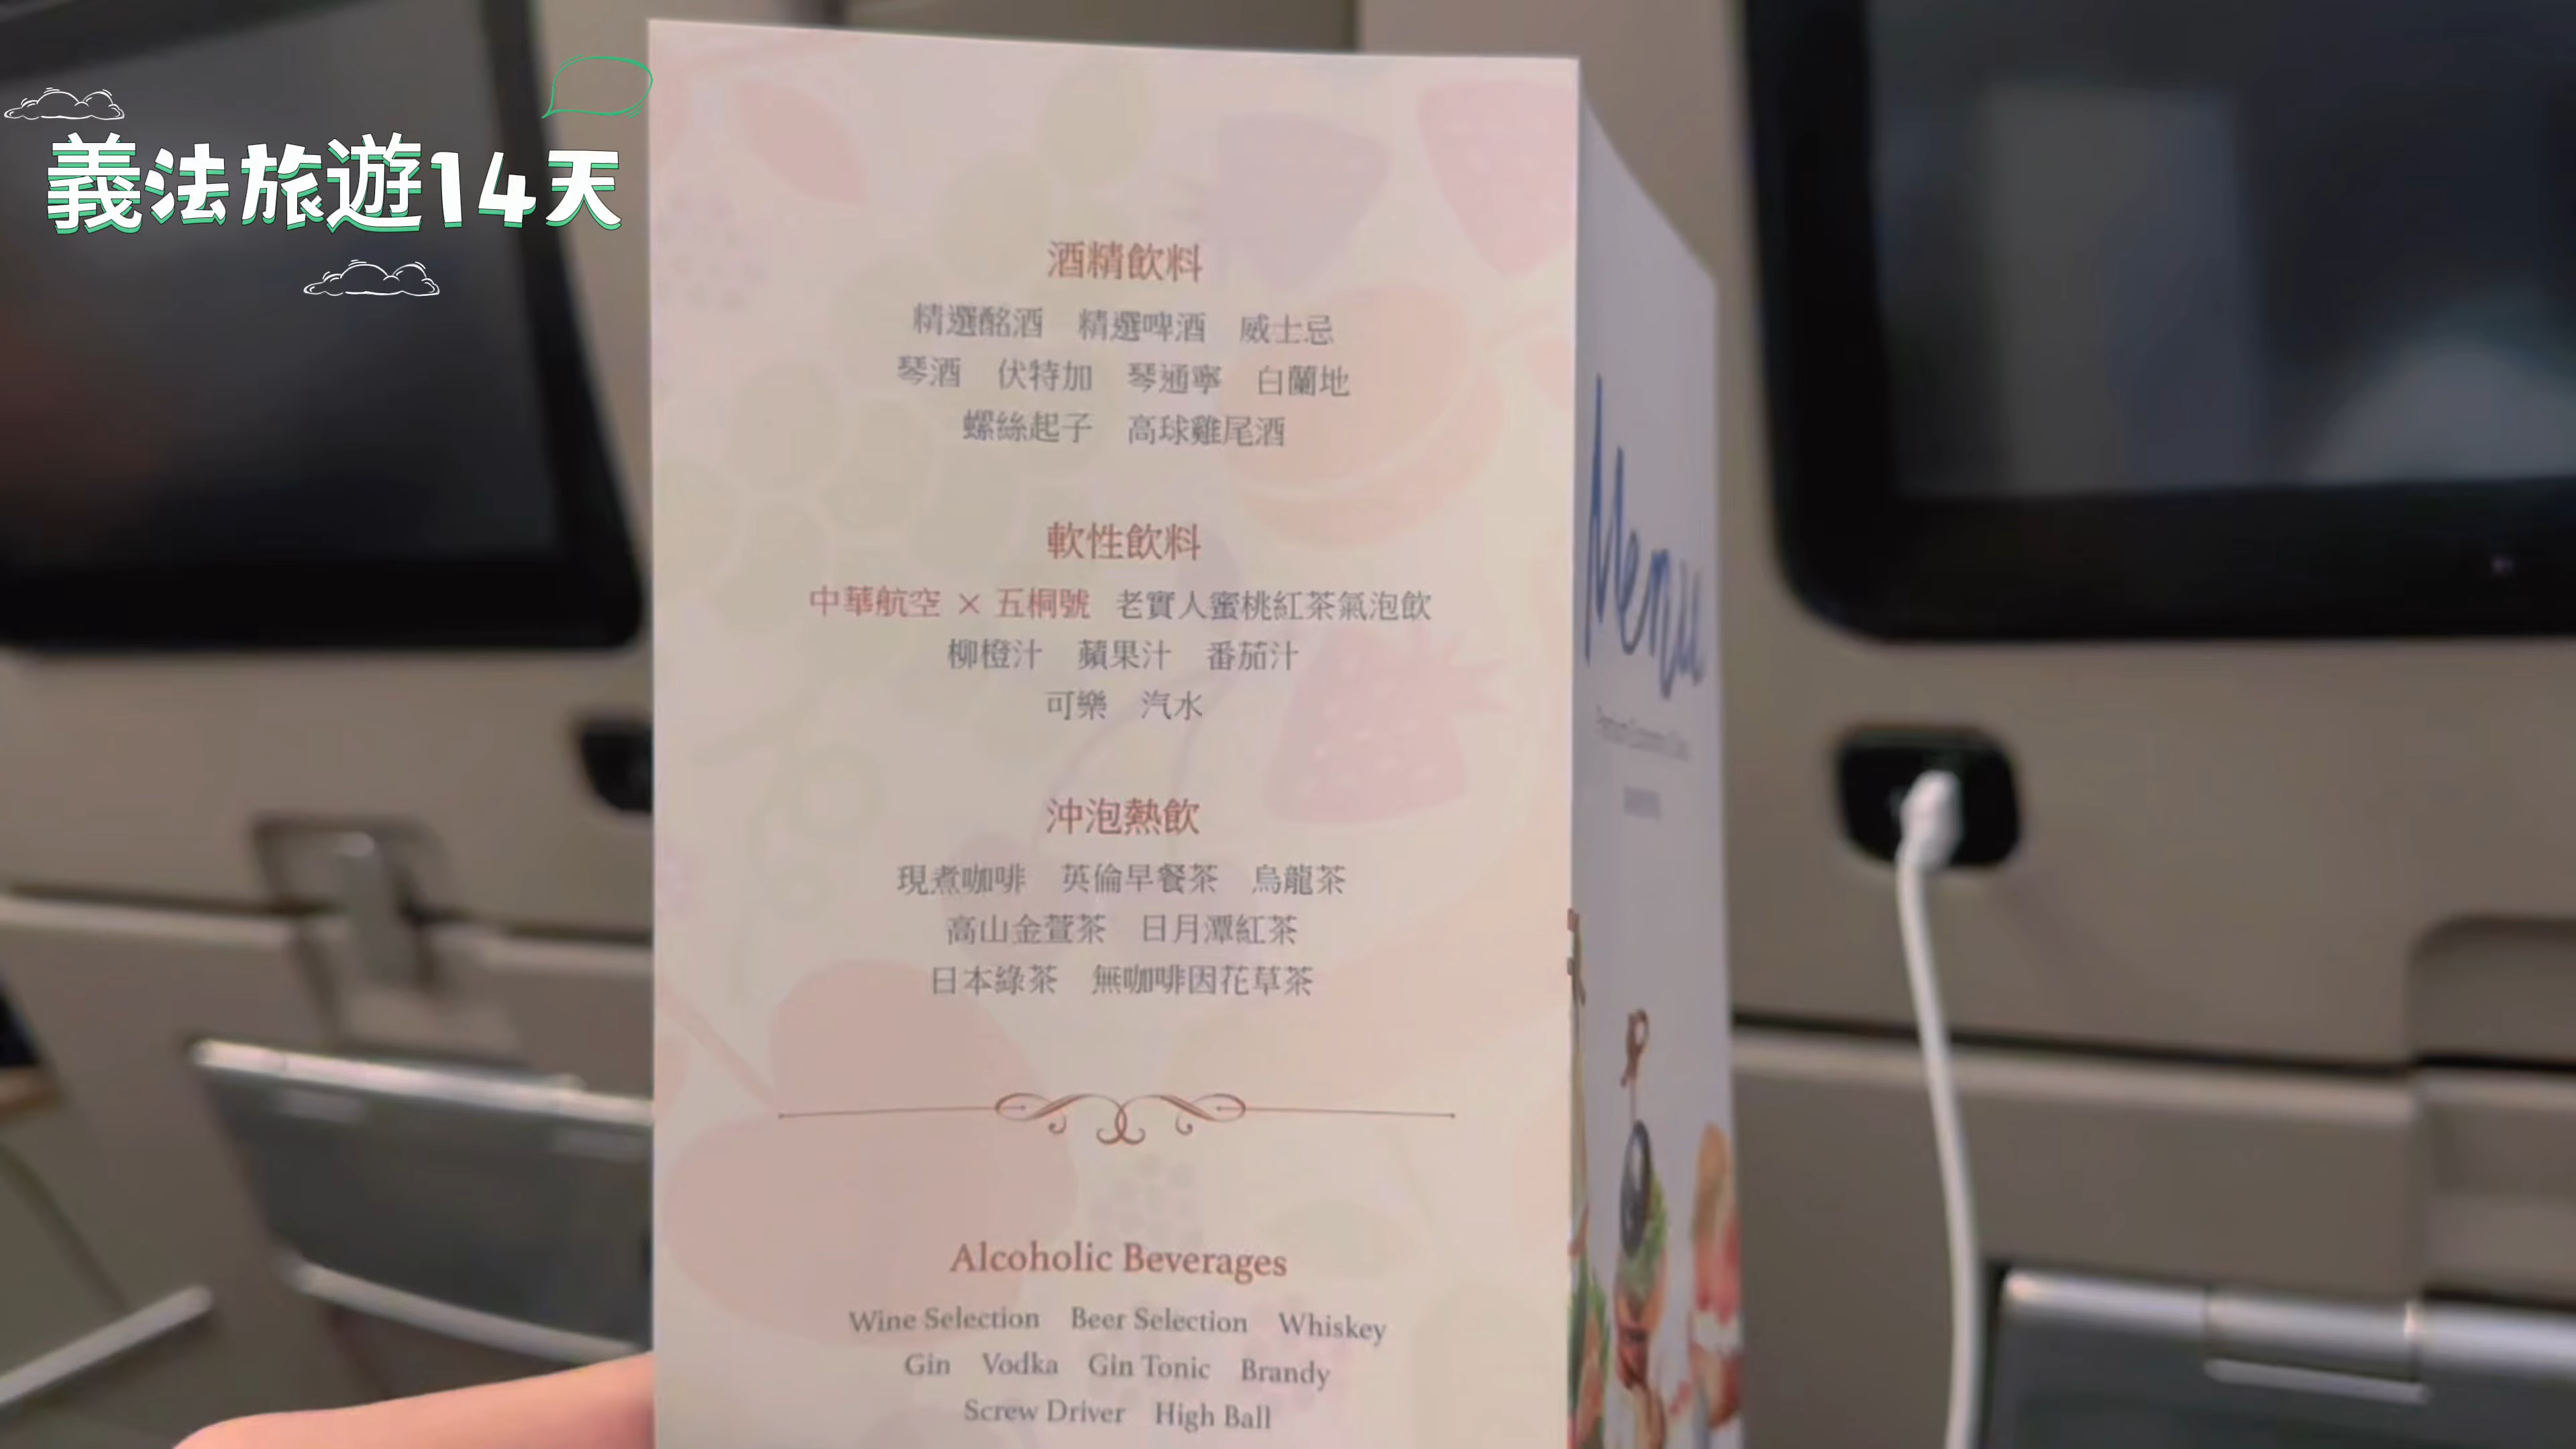 義法旅遊14天
酒精飲料
精選酩酒 精選啤酒 威士忌
琴酒 伏特加 琴通寧 白蘭地
螺絲起子 高球雞尾酒
軟性飲料
中華航空 × 五桐號 老實人蜜桃紅茶氣泡飲
柳橙汁 蘋果汁 番茄汁
可樂 汽水
沖泡熱飲
現煮咖啡 英倫早餐茶 烏龍茶
高山金萱茶 日月潭紅茶
日本綠茶 無咖啡因花草茶
Alcoholic Beverages
Wine Selection Beer Selection Whiskey
Gin Vodka Gin Tonic Brandy
Screw Driver High Ball
Menu